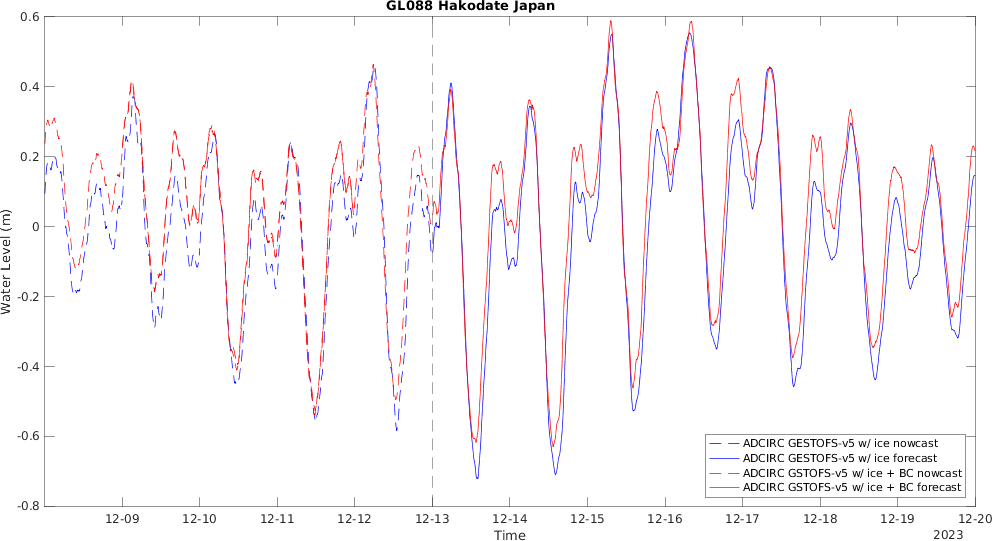 GL088 Hakodate Japan
0.6
0.4
0.2
0
-0.2
-0.4
-0.6
-0.8
Water Level (m)
ADCIRC GESTOFS-v5 w/ ice nowcast
ADCIRC GESTOFS-v5 w/ ice forecast
ADCIRC GSTOFS-v5 w/ ice + BC nowcast
ADCIRC GSTOFS-v5 w/ ice + BC forecast
12-09 12-10 12-11 12-12 12-13 12-14 12-15 12-16 12-17 12-18 12-19 12-20
Time
2023